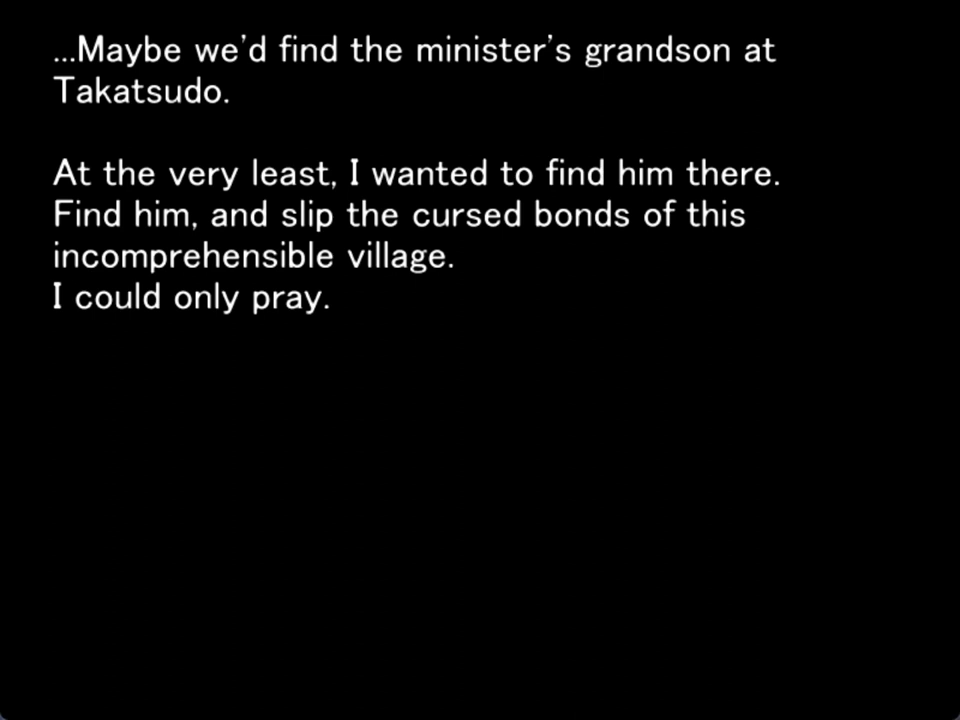 ...Maybe we'd find the minister's grandson at
Takatsudo.
At the very least, I wanted to find him there.
Find him, and slip the cursed bonds of this
incomprehensible village.
I could only pray.